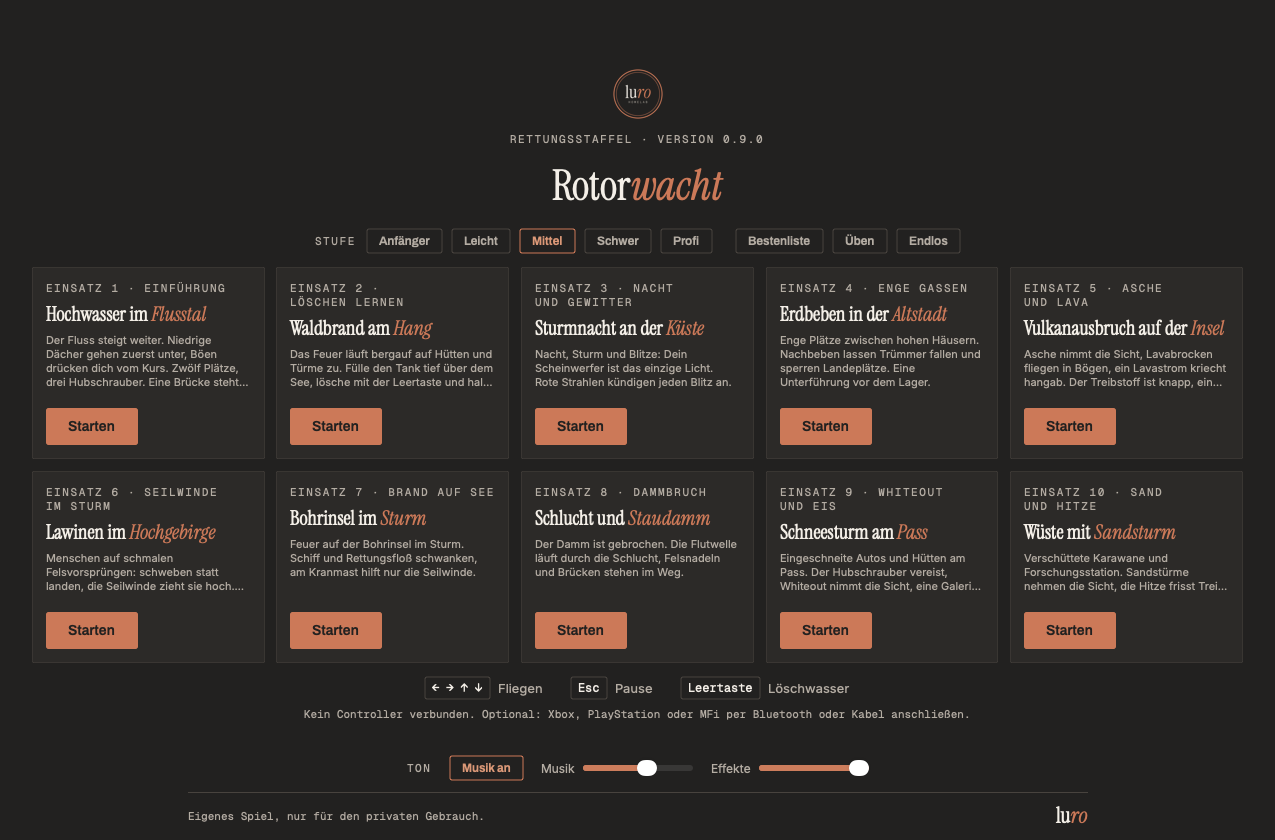 luro
RETTUNGSSTAFFEL · VERSION 0.9.0
Rotorwacht
STUFE Anfänger Leicht Mittel Schwer Profi Bestenliste Üben Endlos
EINSATZ 1 · EINFÜHRUNG
Hochwasser im Flusstal
Der Fluss steigt weiter. Niedrige
Dächer gehen zuerst unter, Böen
drücken dich vom Kurs. Zwölf Plätze,
drei Hubschrauber. Eine Brücke steht…
Starten
EINSATZ 2 ·
LÖSCHEN LERNEN
Waldbrand am Hang
Das Feuer läuft bergauf auf Hütten und
Türme zu. Fülle den Tank tief über dem
See, lösche mit der Leertaste und hal…
Starten
EINSATZ 3 · NACHT
UND GEWITTER
Sturmnacht an der Küste
Nacht, Sturm und Blitze: Dein
Scheinwerfer ist das einzige Licht.
Rote Strahlen kündigen jeden Blitz an.
Starten
EINSATZ 4 · ENGE GASSEN
Erdbeben in der Altstadt
Enge Plätze zwischen hohen Häusern.
Nachbeben lassen Trümmer fallen und
sperren Landeplätze. Eine
Unterführung vor dem Lager.
Starten
EINSATZ 5 · ASCHE
UND LAVA
Vulkanausbruch auf der Insel
Asche nimmt die Sicht, Lavabrocken
fliegen in Bögen, ein Lavastrom kriecht
hangab. Der Treibstoff ist knapp, ein…
Starten
EINSATZ 6 · SEILWINDE
IM STURM
Lawinen im Hochgebirge
Menschen auf schmalen
Felsvorsprüngen: schweben statt
landen, die Seilwinde zieht sie hoch.…
Starten
EINSATZ 7 · BRAND AUF SEE
Bohrinsel im Sturm
Feuer auf der Bohrinsel im Sturm.
Schiff und Rettungsfloß schwanken,
am Kranmast hilft nur die Seilwinde.
Starten
EINSATZ 8 · DAMMBRUCH
Schlucht und Staudamm
Der Damm ist gebrochen. Die Flutwelle
läuft durch die Schlucht, Felsnadeln
und Brücken stehen im Weg.
Starten
EINSATZ 9 · WHITEOUT
UND EIS
Schneesturm am Pass
Eingeschneite Autos und Hütten am
Pass. Der Hubschrauber vereist,
Whiteout nimmt die Sicht, eine Galeri…
Starten
EINSATZ 10 · SAND
UND HITZE
Wüste mit Sandsturm
Verschüttete Karawane und
Forschungsstation. Sandstürme
nehmen die Sicht, die Hitze frisst Trei…
Starten
← → ↑ ↓ Fliegen Esc Pause Leertaste Löschwasser
Kein Controller verbunden. Optional: Xbox, PlayStation oder MFi per Bluetooth oder Kabel anschließen.
TON Musik an Musik Effekte
Eigenes Spiel, nur für den privaten Gebrauch.
luro